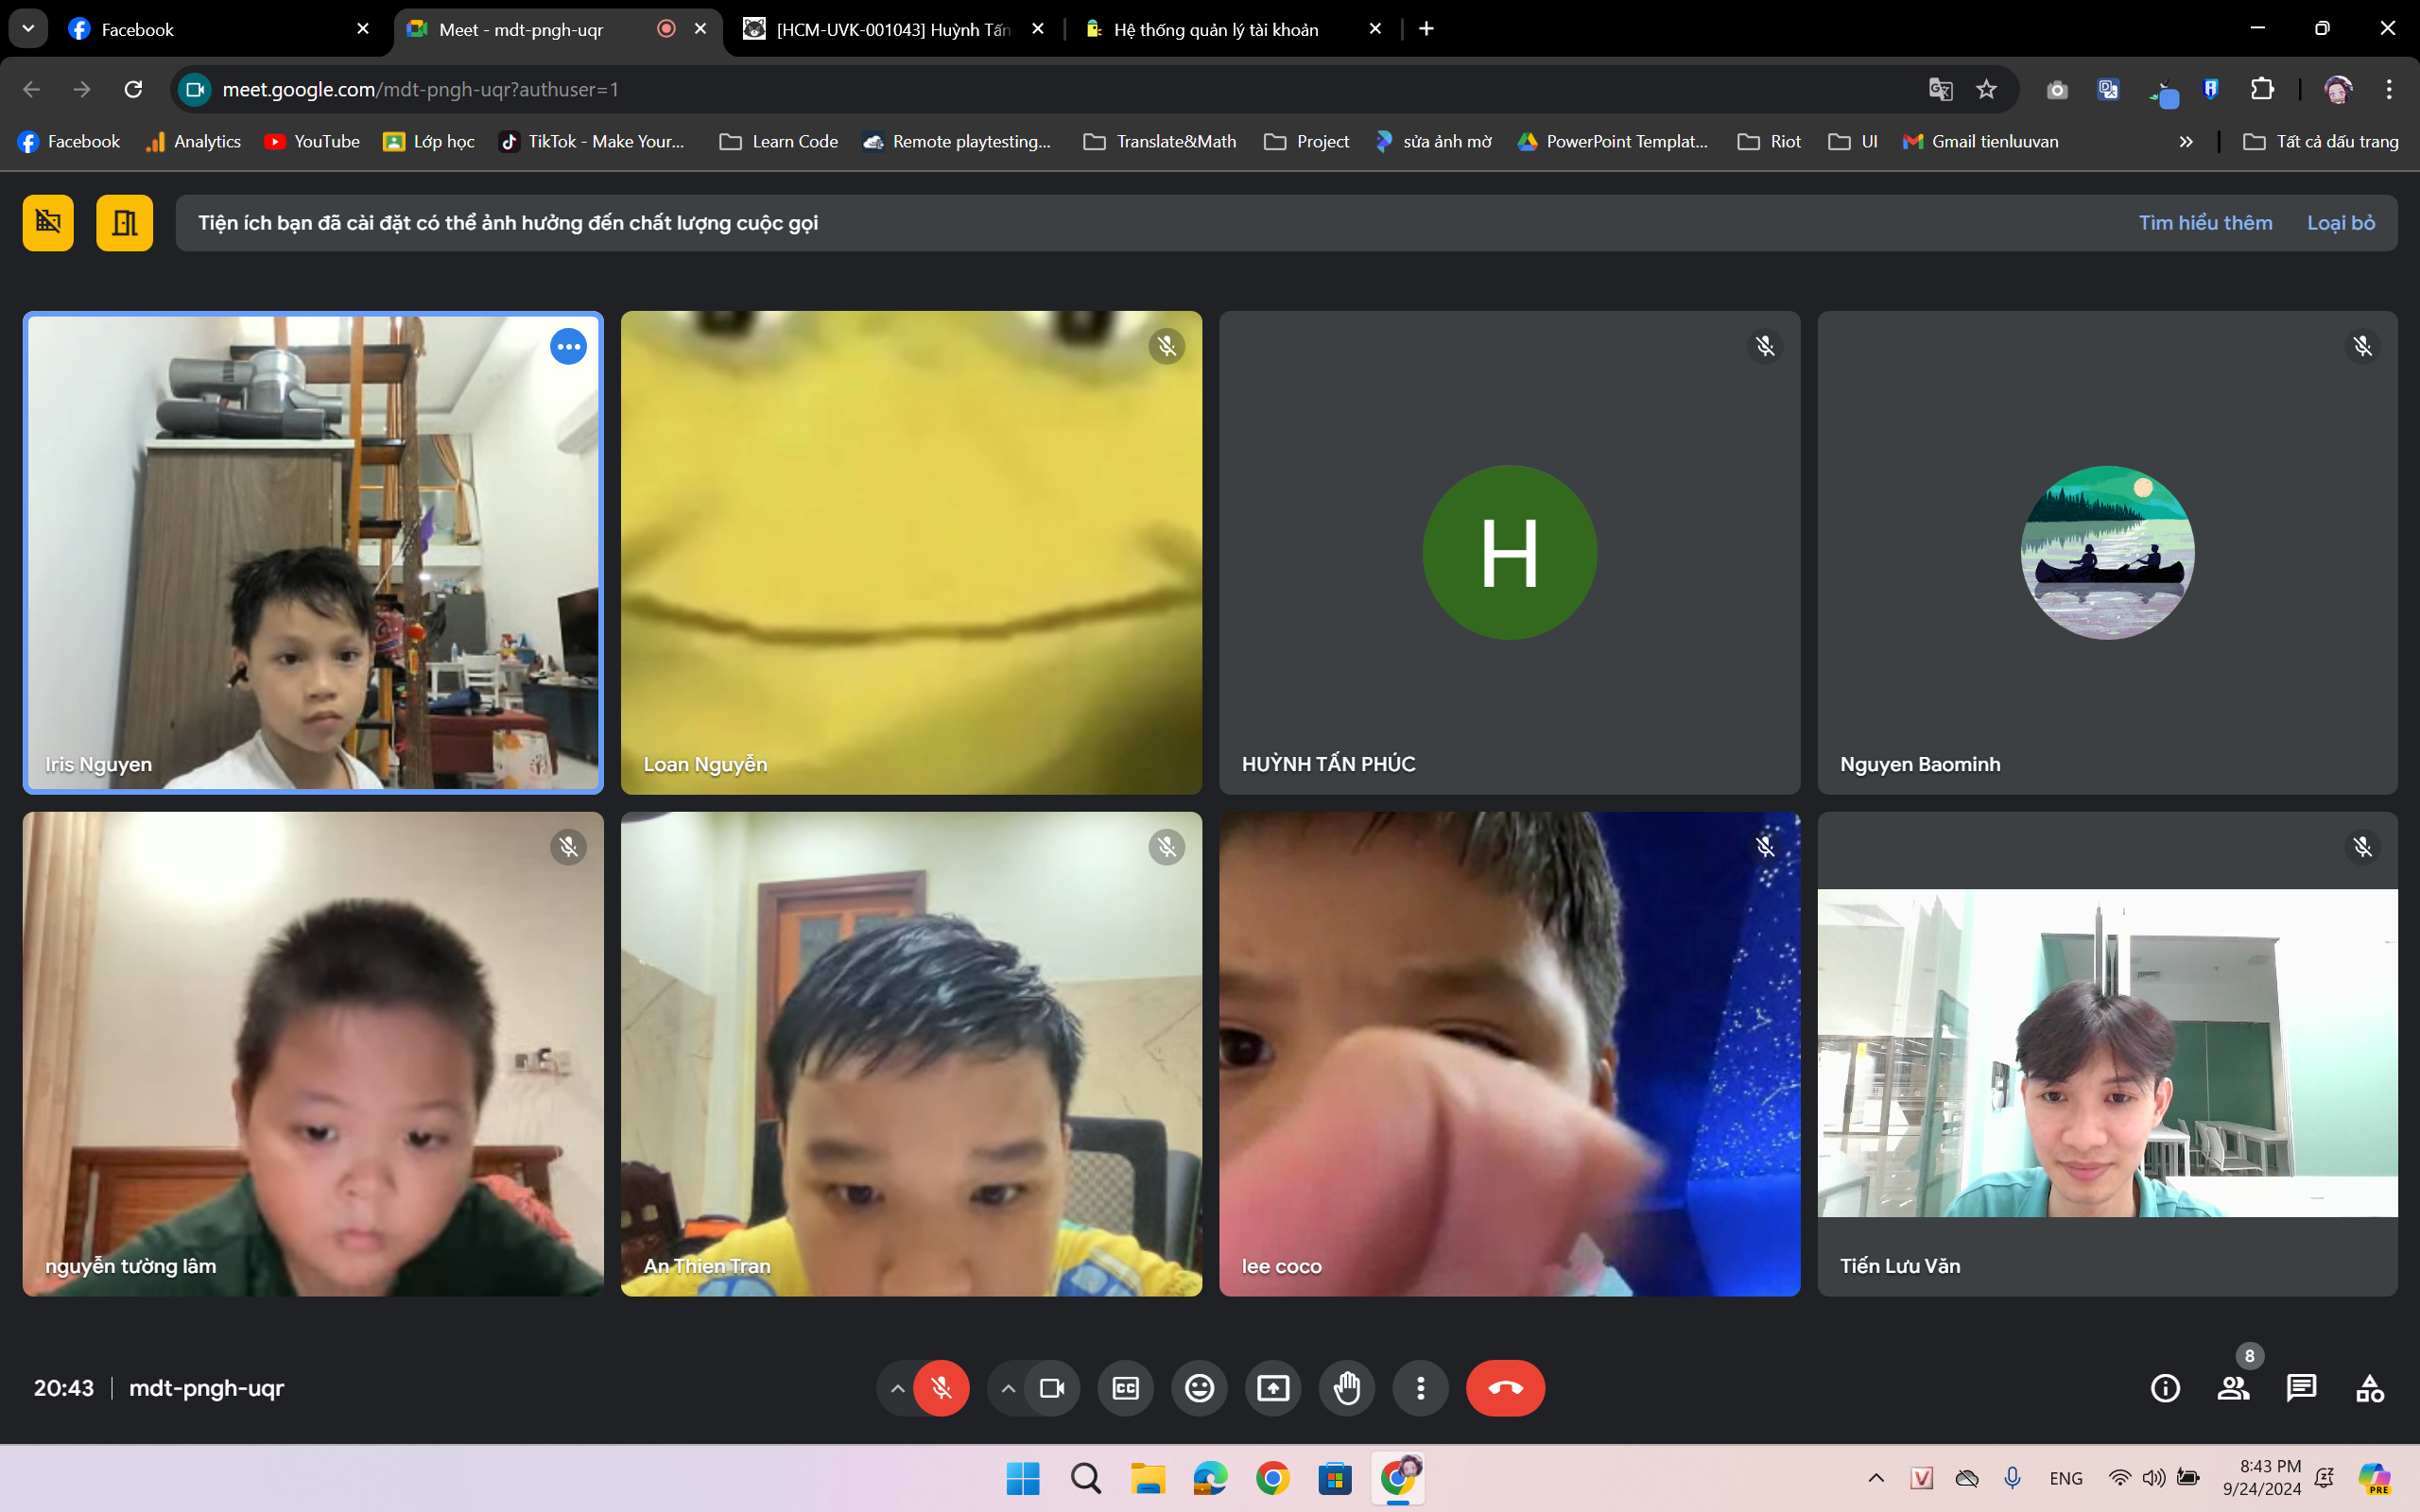 Facebook
Meet - mdt-pngh-uqr
[HCM-UVK-001043] Huỳnh Tấn
Hệ thống quản lý tài khoản
meet.google.com/mdt-pngh-uqr?authuser=1
Facebook
Analytics
YouTube
Lớp học
TikTok - Make Your...
Learn Code
Remote playtesting...
Translate&Math
Project
sửa ảnh mờ
PowerPoint Templat...
Riot
UI
Gmail tienluuvan
Tất cả dấu trang
Tiện ích bạn đã cài đặt có thể ảnh hưởng đến chất lượng cuộc gọi
Tìm hiểu thêm
Loại bỏ
H
Iris Nguyen
Loan Nguyễn
HUỲNH TẤN PHÚC
Nguyen Baominh
nguyễn tường lâm
An Thien Tran
lee coco
Tiến Lưu Văn
20:43
mdt-pngh-uqr
CC
8
V
ENG
8:43 PM
9/24/2024
PRE